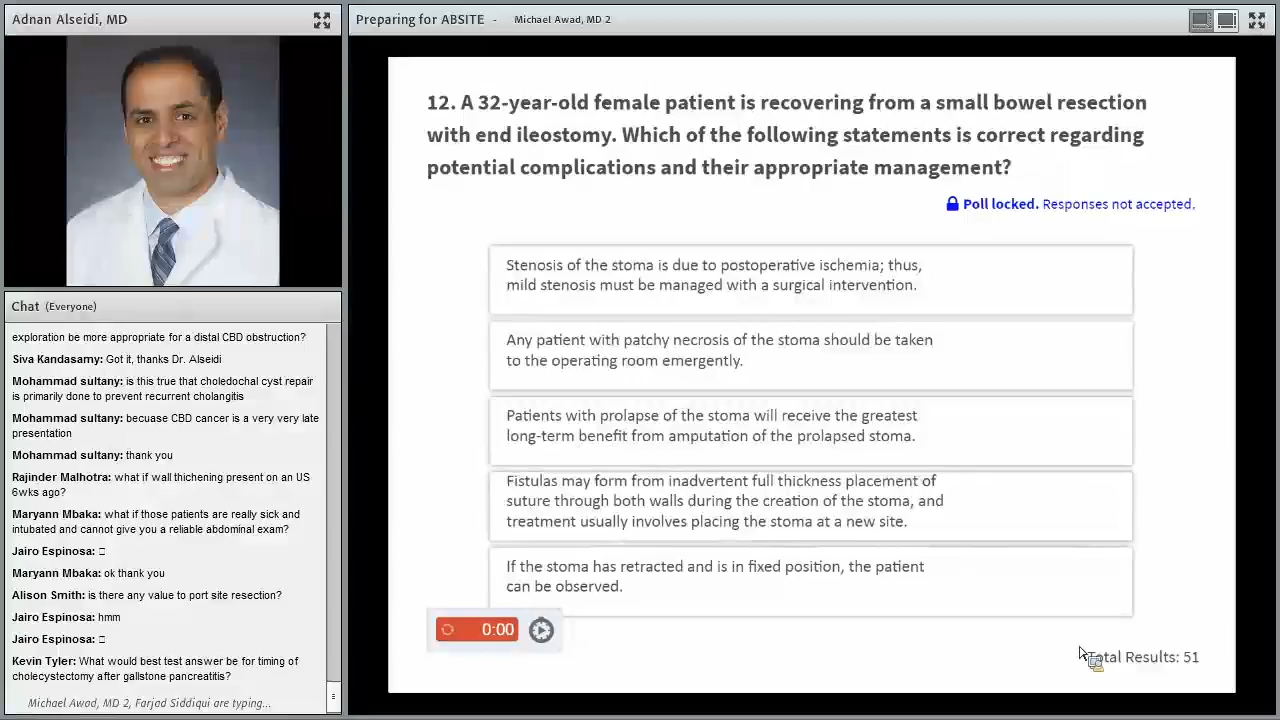 Adnan Alseidi, MD
Preparing for ABSITE - Michael Awad, MD 2
12. A 32-year-old female patient is recovering from a small bowel resection
with end ileostomy. Which of the following statements is correct regarding
potential complications and their appropriate management?
Poll locked. Responses not accepted.
Stenosis of the stoma is due to postoperative ischemia; thus,
mild stenosis must be managed with a surgical intervention.
Any patient with patchy necrosis of the stoma should be taken
to the operating room emergently.
Patients with prolapse of the stoma will receive the greatest
long-term benefit from amputation of the prolapsed stoma.
Fistulas may form from inadvertent full thickness placement of
suture through both walls during the creation of the stoma, and
treatment usually involves placing the stoma at a new site.
If the stoma has retracted and is in fixed position, the patient
can be observed.
0:00
Total Results: 51
Chat (Everyone)
exploration be more appropriate for a distal CBD obstruction?
Siva Kandasamy: Got it, thanks Dr. Alseidi
Mohammad sultany: is this true that choledochal cyst repair
is primarily done to prevent recurrent cholangitis
Mohammad sultany: becuase CBD cancer is a very very late
presentation
Mohammad sultany: thank you
Rajinder Malhotra: what if wall thickening present on an US
6wks ago?
Maryann Mbaka: what if those patients are really sick and
intubated and cannot give you a reliable abdominal exam?
Jairo Espinosa:
Maryann Mbaka: ok thank you
Alison Smith: is there any value to port site resection?
Jairo Espinosa: hmm
Jairo Espinosa:
Kevin Tyler: What would best test answer be for timing of
cholecystectomy after gallstone pancreatitis?
Michael Awad, MD 2, Farjad Siddiqui are typing...